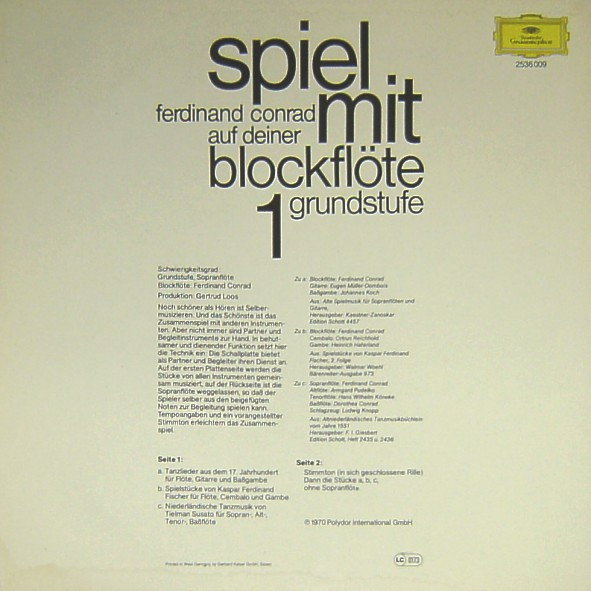 Deutsche
Grammophon
2536 009
spiel
mit
ferdinand conrad
auf deiner
blockflöte
1 grundstufe
Schwierigkeitsgrad:
Grundstufe, Sopranflöte
Blockflöte: Ferdinand Conrad
Produktion: Gertrud Loos
Noch schöner als Hören ist Selber-
musizieren. Und das Schönste ist das
Zusammenspiel mit anderen Instrumen-
ten. Aber nicht immer sind Partner und
Begleitinstrumente zur Hand. In behut-
samer und dienender Funktion setzt hier
die Technik ein: Die Schallplatte bietet
als Partner und Begleiter ihren Dienst an.
Auf der ersten Plattenseite werden die
Stücke von allen Instrumenten gemein-
sam musiziert, auf der Rückseite ist die
Sopranflöte weggelassen, so daß der
Spieler selber aus den beigefügten
Noten zur Begleitung spielen kann.
Tempoangaben und ein vorangestellter
Stimmton erleichtern das Zusammen-
spiel.
Zu a: Blockflöte: Ferdinand Conrad
Gitarre: Eugen Müller-Dombois
Baßgambe: Johannes Koch
Aus: Alte Spielmusik für Sopranflöten und
Gitarre,
Herausgeber: Kaestner-Zanoskar
Edition Schott 4457
Zu b: Blockflöte: Ferdinand Conrad
Cembalo: Ortrun Reichhold
Gambe: Heinrich Haferland
Aus: Spielstücke von Kaspar Ferdinand
Fischer, 2. Folge
Herausgeber: Walmar Woehl
Bärenreiter-Ausgabe 873
Zu c: Sopranflöte: Ferdinand Conrad
Altflöte: Armgard Pudelko
Tenorflöte: Hans Wilhelm Köneke
Baßflöte: Dorothea Conrad
Schlagzeug: Ludwig Knopp
Aus: Altniederländisches Tanzmusikbüchlein
vom Jahre 1551
Herausgeber: F. J. Giesbert
Edition Schott, Heft 2435 u. 2436
Seite 1:
a. Tanzlieder aus dem 17. Jahrhundert
für Flöte, Gitarre und Baßgambe
b. Spielstücke von Kaspar Ferdinand
Fischer für Flöte, Cembalo und Gambe
c. Niederländische Tanzmusik von
Tielman Susato für Sopran-, Alt-,
Tenor-, Baßflöte
Seite 2:
Stimmton (in sich geschlossene Rille)
Dann die Stücke a, b, c,
ohne Sopranflöte
℗ 1970 Polydor International GmbH
Printed in West Germany by Gerhard Kaiser GmbH, Essen
LC 0173